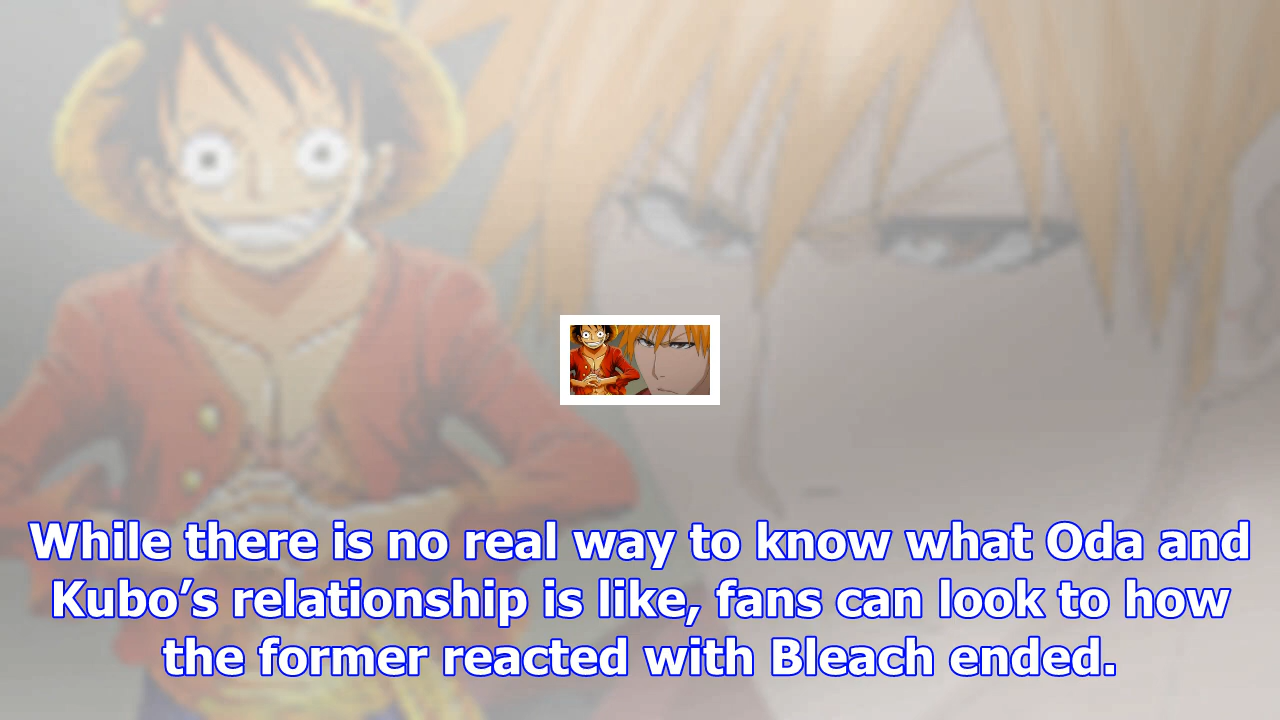 While there is no real way to know what Oda and
Kubo’s relationship is like, fans can look to how
the former reacted with Bleach ended.